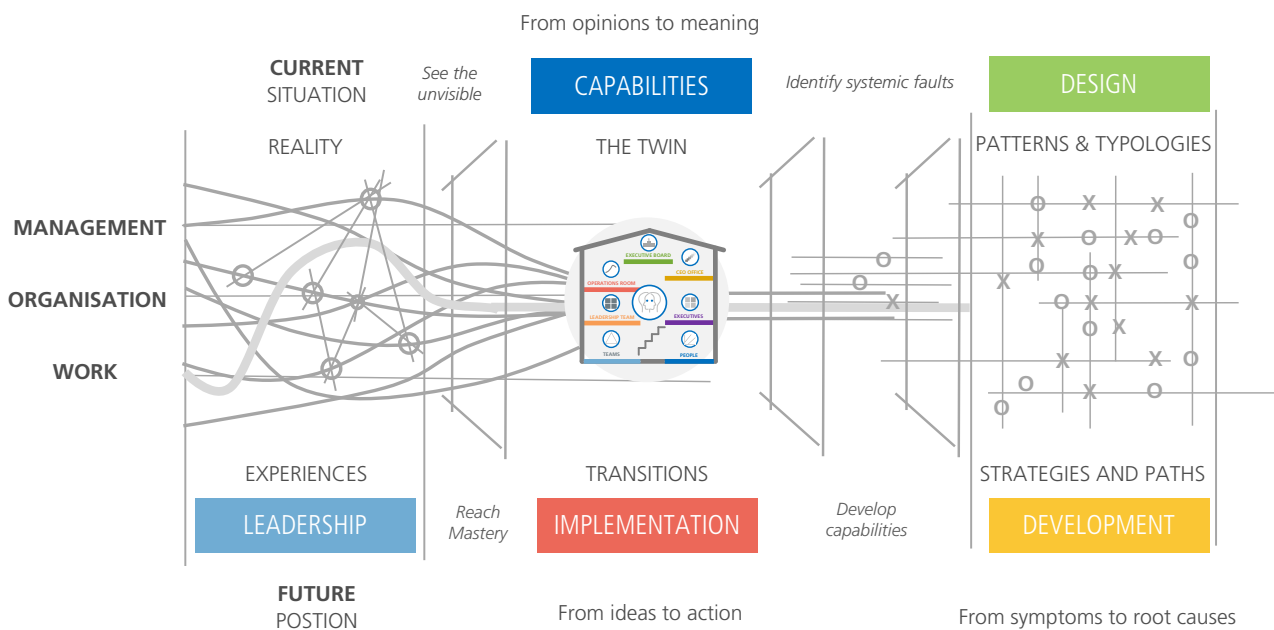 From opinions to meaning
CURRENT
SITUATION
See the
unvisible
CAPABILITIES
Identify systemic faults
DESIGN
REALITY
THE TWIN
PATTERNS & TYPOLOGIES
MANAGEMENT
ORGANISATION
WORK
EXECUTIVE BOARD
CEO OFFICE
OPERATIONS ROOM
LEADERSHIP TEAM
EXECUTIVES
TEAMS
PEOPLE
O X X O
X O X O
O O X O
X O X X
O X
X X O
O X O
O
EXPERIENCES
TRANSITIONS
STRATEGIES AND PATHS
LEADERSHIP
Reach
Mastery
IMPLEMENTATION
Develop
capabilities
DEVELOPMENT
FUTURE
POSTION
From ideas to action
From symptoms to root causes